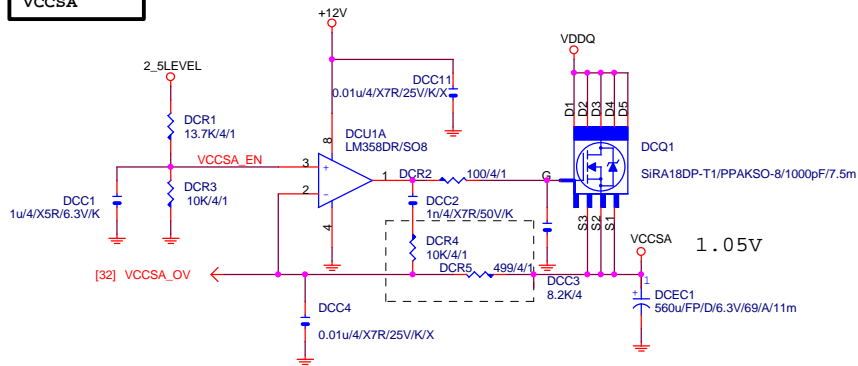 VCCSA
+12V
2_5LEVEL
VDDQ
DCR1
13.7K/4/1
DCC11
0.01u/4/X7R/25V/K/X
D1
D2
D3
D4
D5
DCU1A
LM358DR/SO8
8
DCQ1
SiRA18DP-T1/PPAKSO-8/1000pF/7.5m
VCCSA_EN
3
+
2
-
1
4
DCR2
100/4/1
G
DCC1
1u/4/X5R/6.3V/K
DCR3
10K/4/1
DCC2
1n/4/X7R/50V/K
S3
S2
S1
DCR4
10K/4/1
DCR5
499/4/1
VCCSA
1.05V
[32] VCCSA_OV
DCC3
8.2K/4
+
1
DCEC1
560u/FP/D/6.3V/69/A/11m
DCC4
0.01u/4/X7R/25V/K/X